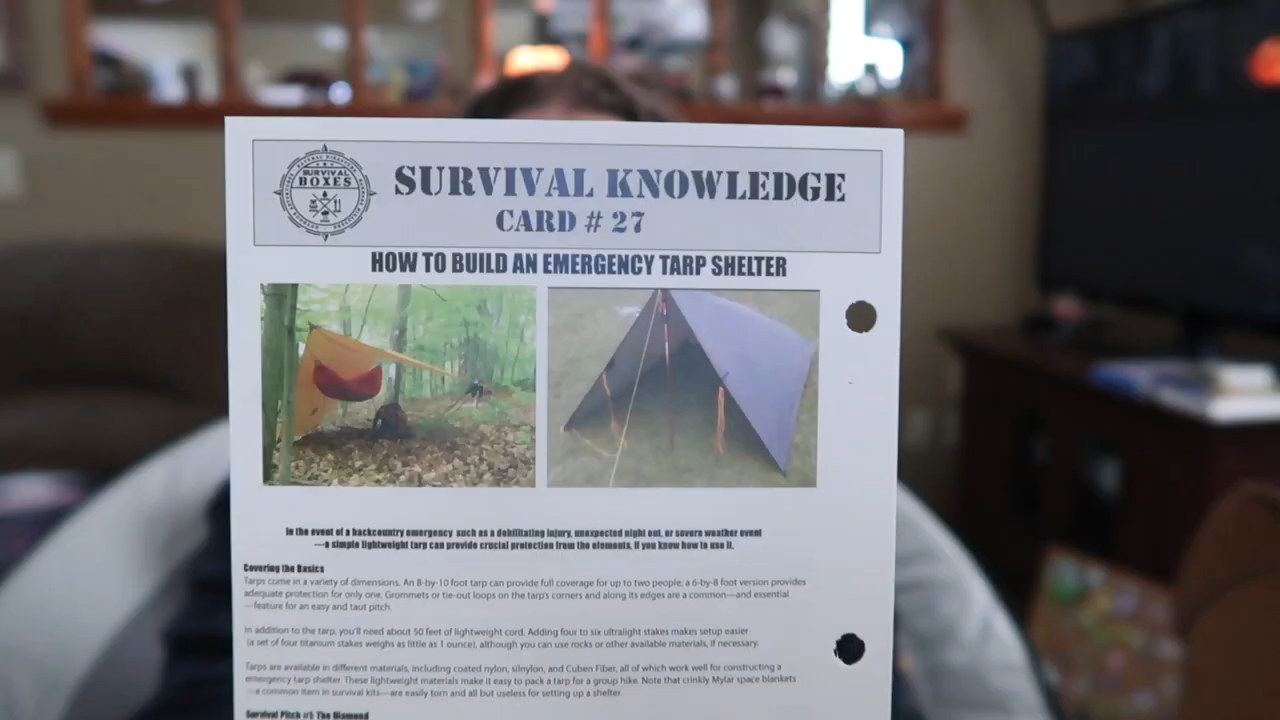 SURVIVAL
BOXES
SURVIVAL KNOWLEDGE
CARD # 27
HOW TO BUILD AN EMERGENCY TARP SHELTER
In the event of a backcountry emergency such as a debilitating injury, unexpected night out, or severe weather event
—a simple lightweight tarp can provide crucial protection from the elements, if you know how to use it.
Covering the Basics
Tarps come in a variety of dimensions. An 8-by-10 foot tarp can provide full coverage for up to two people; a 6-by-8 foot version provides
adequate protection for only one. Grommets or tie-out loops on the tarp's corners and along its edges are a common—and essential
—feature for an easy and taut pitch.
In addition to the tarp, you'll need about 50 feet of lightweight cord. Adding four to six ultralight stakes makes setup easier
(a set of four titanium stakes weighs as little as 1 ounce), although you can use rocks or other available materials, if necessary.
Tarps are available in different materials, including coated nylon, silnylon, and Cuben Fiber, all of which work well for constructing a
emergency tarp shelter. These lightweight materials make it easy to pack a tarp for a group hike. Note that crinkly Mylar space blankets
—a common item in survival kits—are easily torn and all but useless for setting up a shelter.
Survival Pitch #1: The Diamond